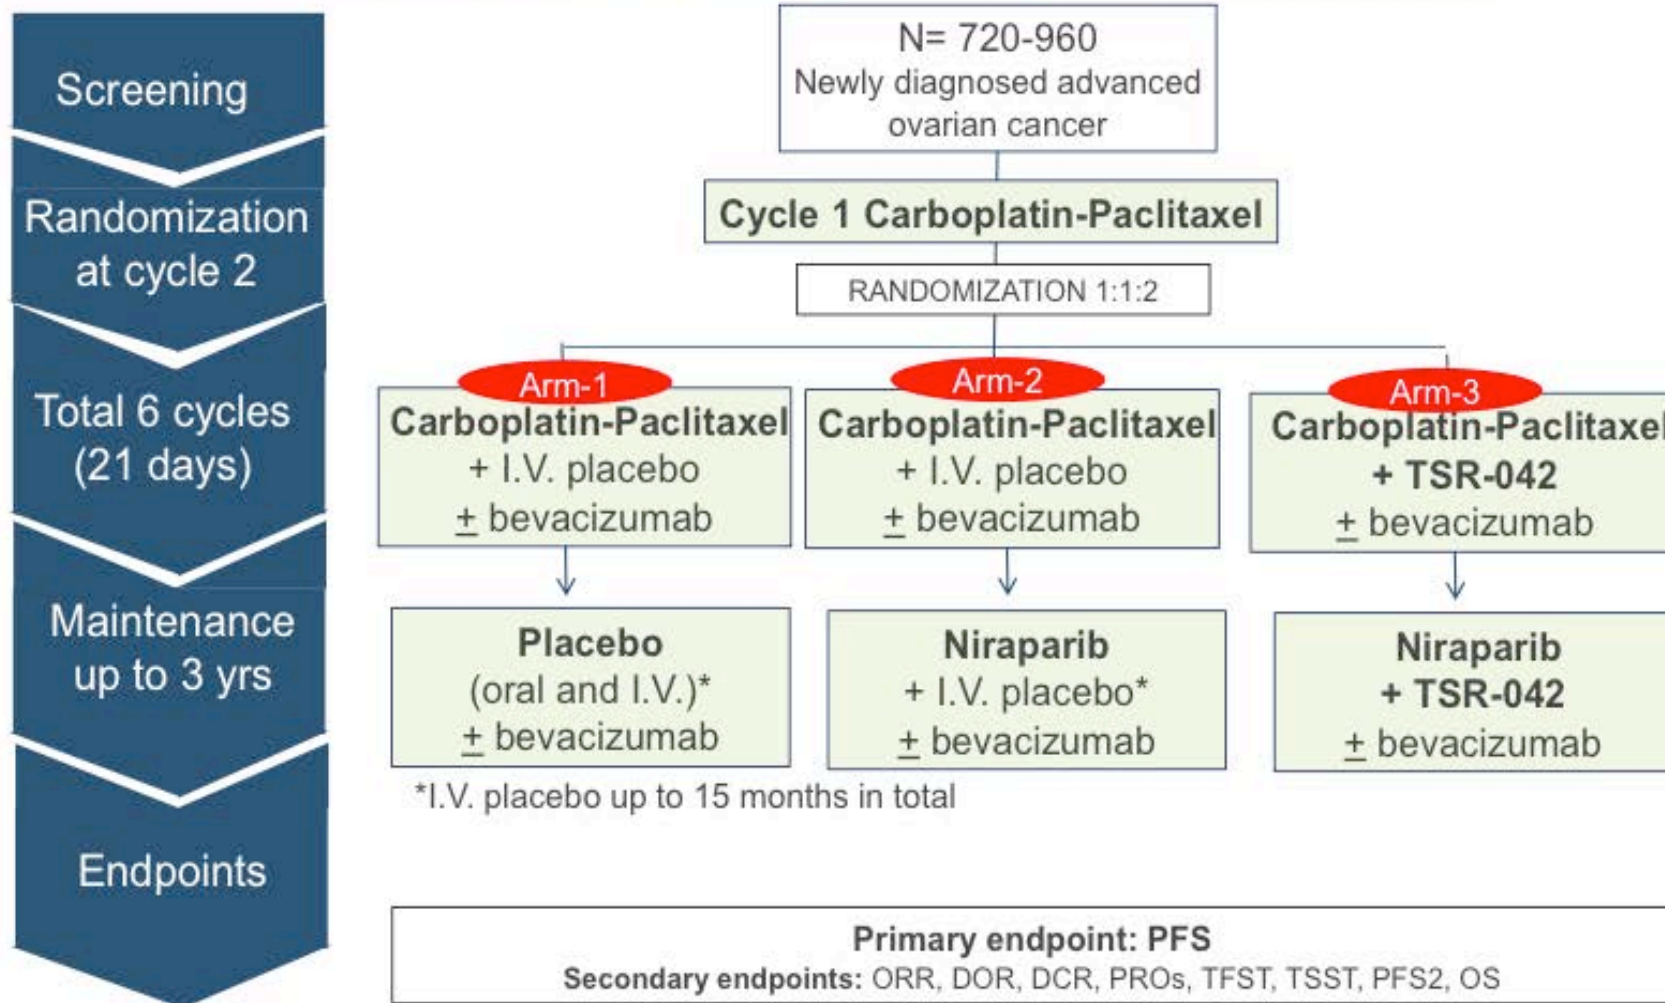 Screening
Randomization
at cycle 2
Total 6 cycles
(21 days)
Maintenance
up to 3 yrs
Endpoints
N= 720-960
Newly diagnosed advanced
ovarian cancer
Cycle 1 Carboplatin-Paclitaxel
RANDOMIZATION 1:1:2
Arm-1
Carboplatin-Paclitaxel
+ I.V. placebo
± bevacizumab
Arm-2
Carboplatin-Paclitaxel
+ I.V. placebo
± bevacizumab
Arm-3
Carboplatin-Paclitaxel
+ TSR-042
± bevacizumab
Placebo
(oral and I.V.)*
± bevacizumab
Niraparib
+ I.V. placebo*
± bevacizumab
Niraparib
+ TSR-042
± bevacizumab
*I.V. placebo up to 15 months in total
Primary endpoint: PFS
Secondary endpoints: ORR, DOR, DCR, PROs, TFST, TSST, PFS2, OS